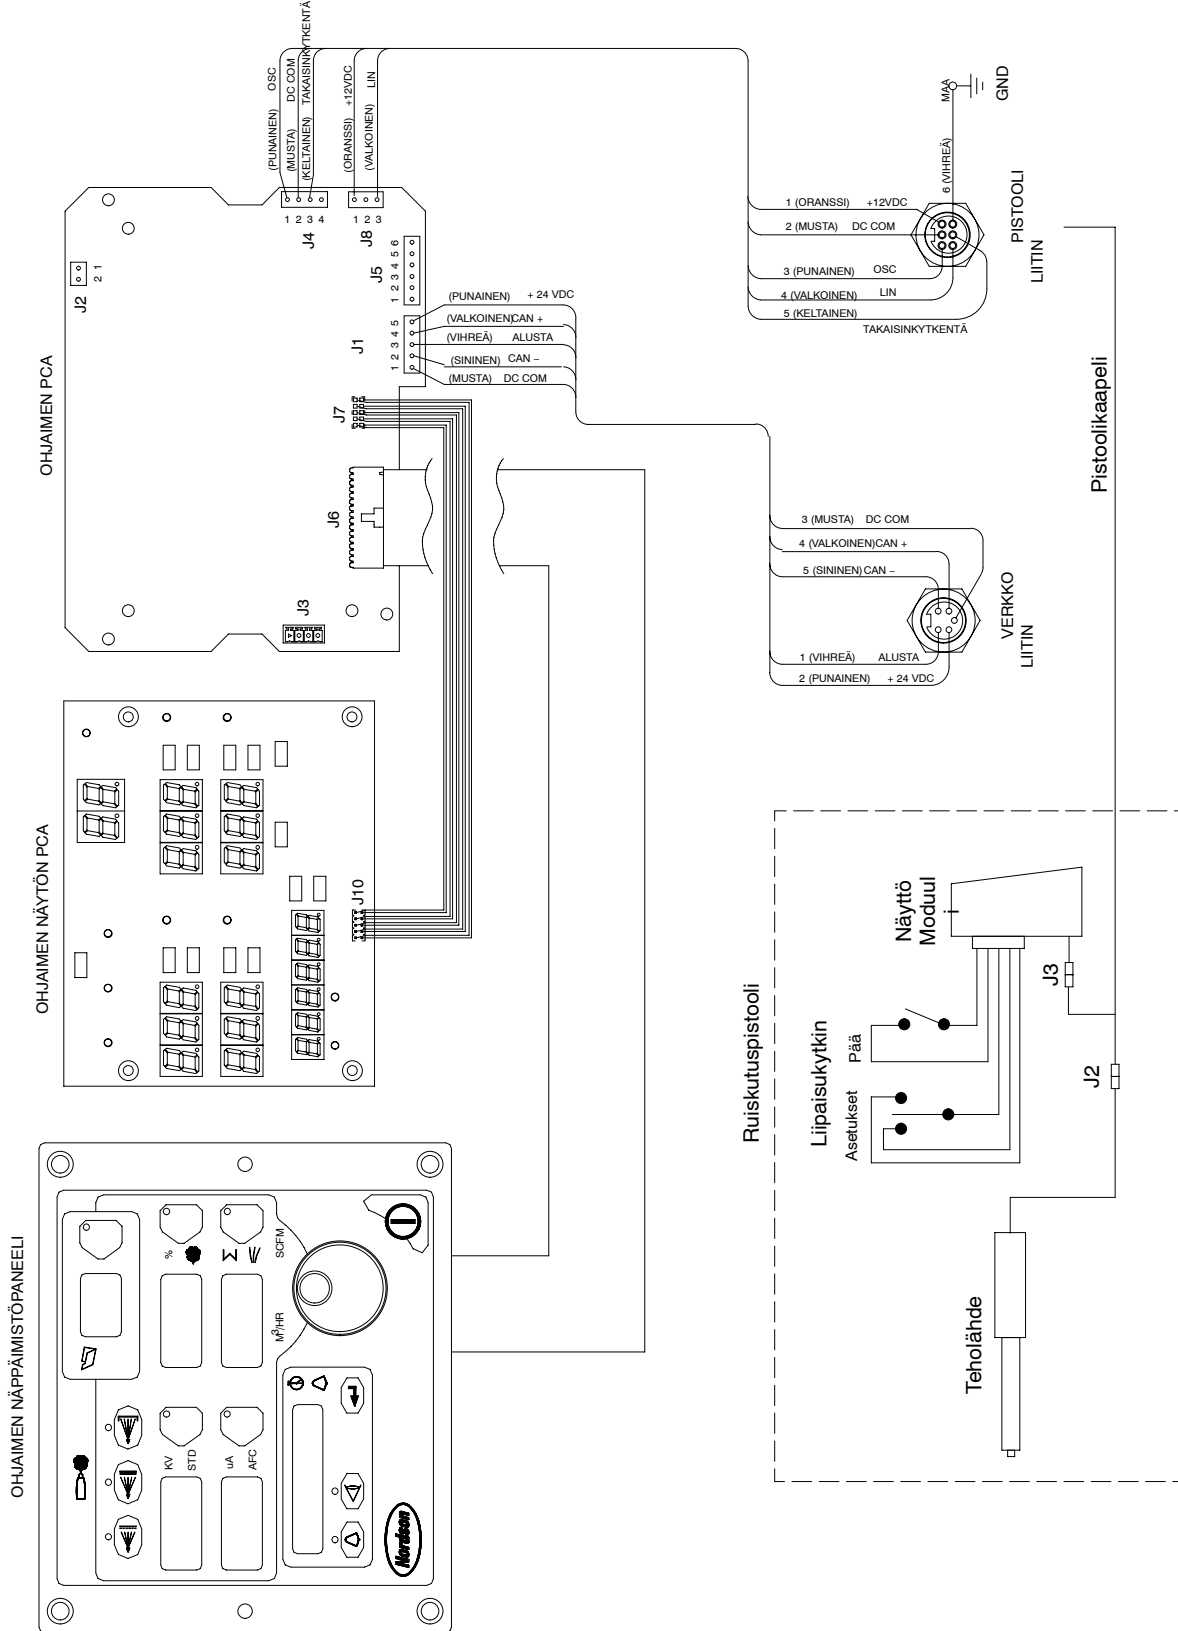 OHJAIMEN PCA
J2
2 1
(PUNAINEN) OSC
(MUSTA) DC COM
(KELTAINEN) TAKAISINKYTKENTÄ
(ORANSSI) +12VDC
(VALKOINEN) LIN
1 2 3 4
J4
1 2 3
J8
1 2 3 4 5 6
J5
1 2 3 4 5
J1
(PUNAINEN) + 24 VDC
(VALKOINEN)CAN +
(VIHREÄ) ALUSTA
(SININEN) CAN –
(MUSTA) DC COM
J7
J6
J3
MAA
GND
6 (VIHREÄ)
1 (ORANSSI) +12VDC
2 (MUSTA) DC COM
3 (PUNAINEN) OSC
4 (VALKOINEN) LIN
5 (KELTAINEN)
TAKAISINKYTKENTÄ
PISTOOLI
LIITIN
3 (MUSTA) DC COM
4 (VALKOINEN)CAN +
5 (SININEN) CAN –
1 (VIHREÄ) ALUSTA
2 (PUNAINEN) + 24 VDC
VERKKO
LIITIN
Pistoolikaapeli
OHJAIMEN NÄYTÖN PCA
J10
OHJAIMEN NÄPPÄIMISTÖPANEELI
%
SCFM
M³/HR
KV
STD
uA
AFC
Nordson
Ruiskutuspistooli
Näyttö
Moduul
i
J3
Liipaisukytkin
Pää
Asetukset
J2
Teholähde